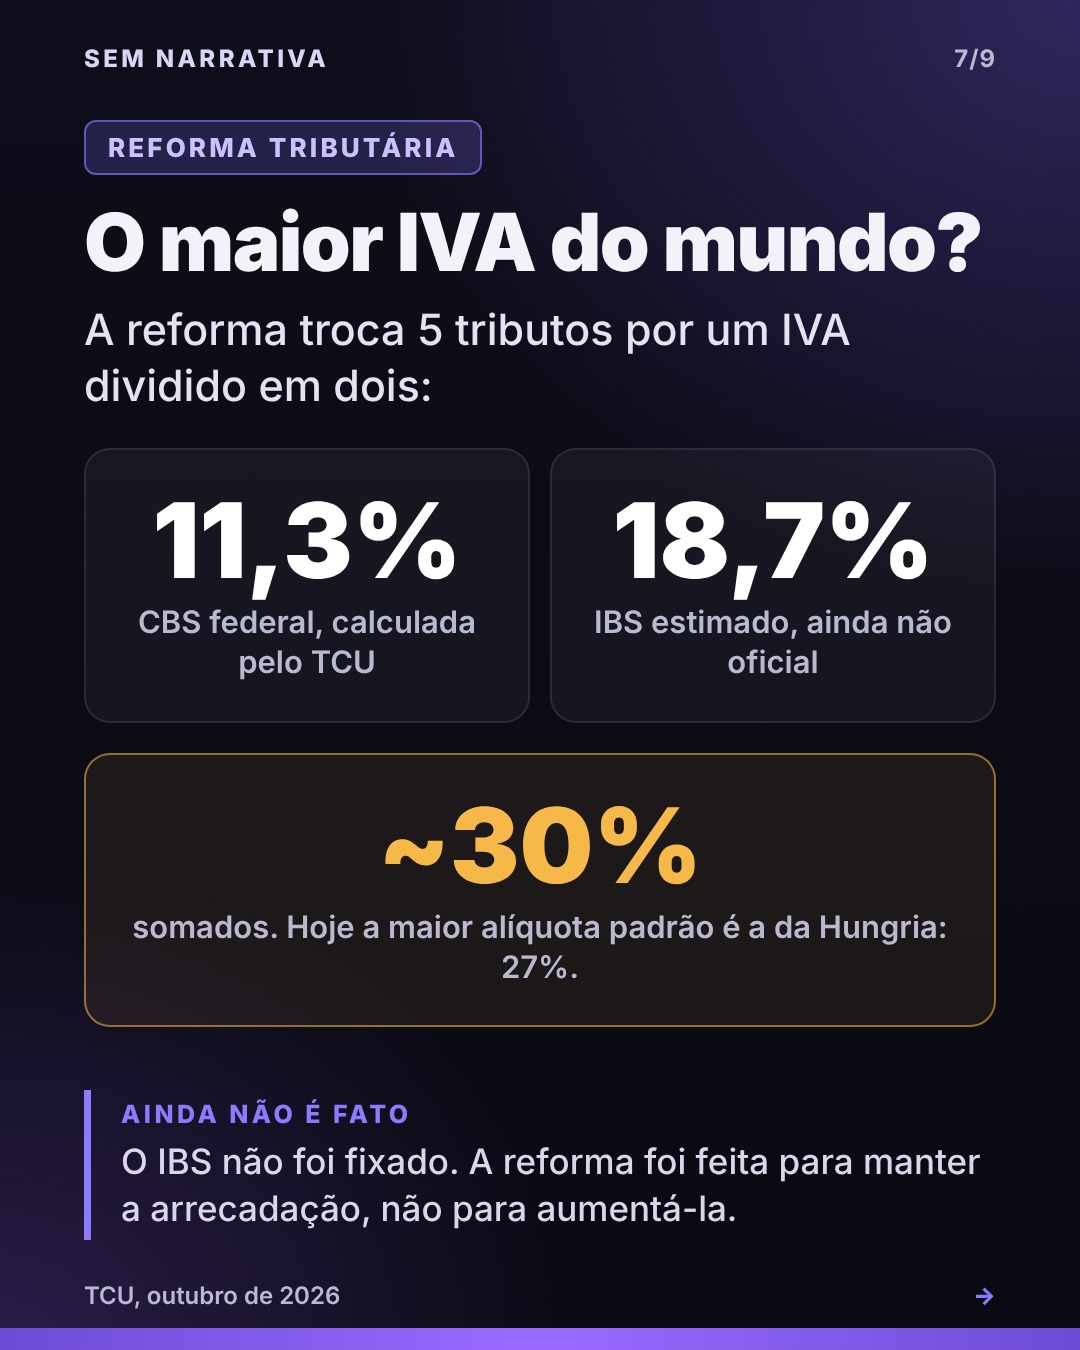 SEM NARRATIVA
7/9
REFORMA TRIBUTÁRIA
O maior IVA do mundo?
A reforma troca 5 tributos por um IVA
dividido em dois:
11,3%
CBS federal, calculada
pelo TCU
18,7%
IBS estimado, ainda não
oficial
~30%
somados. Hoje a maior alíquota padrão é a da Hungria:
27%.
AINDA NÃO É FATO
O IBS não foi fixado. A reforma foi feita para manter
a arrecadação, não para aumentá-la.
TCU, outubro de 2026
→